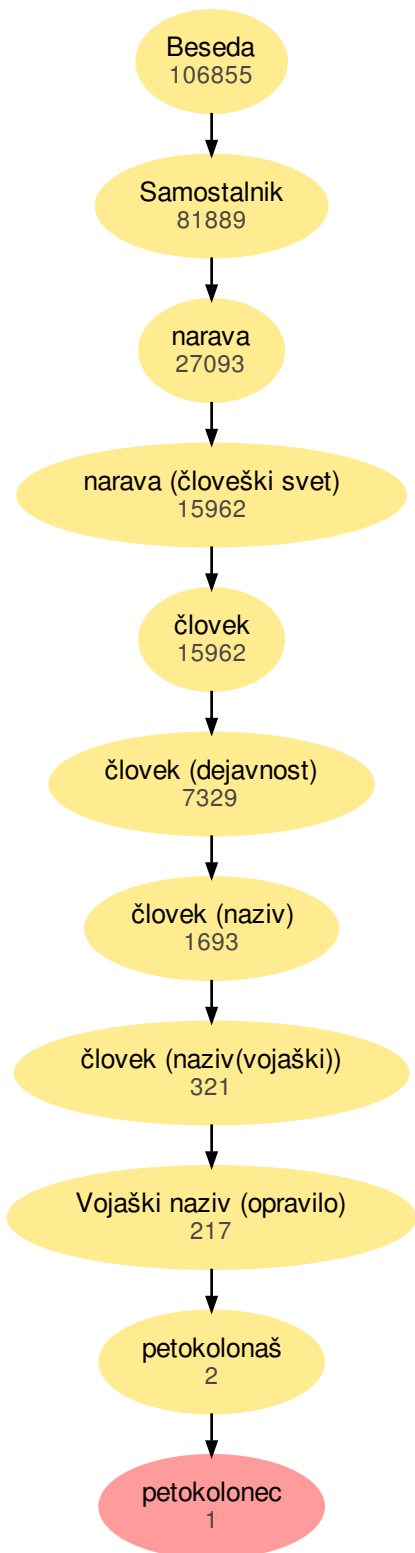 Beseda
106855
Samostalnik
81889
narava
27093
narava (človeški svet)
15962
človek
15962
človek (dejavnost)
7329
človek (naziv)
1693
človek (naziv(vojaški))
321
Vojaški naziv (opravilo)
217
petokolonaš
2
petokolonec
1